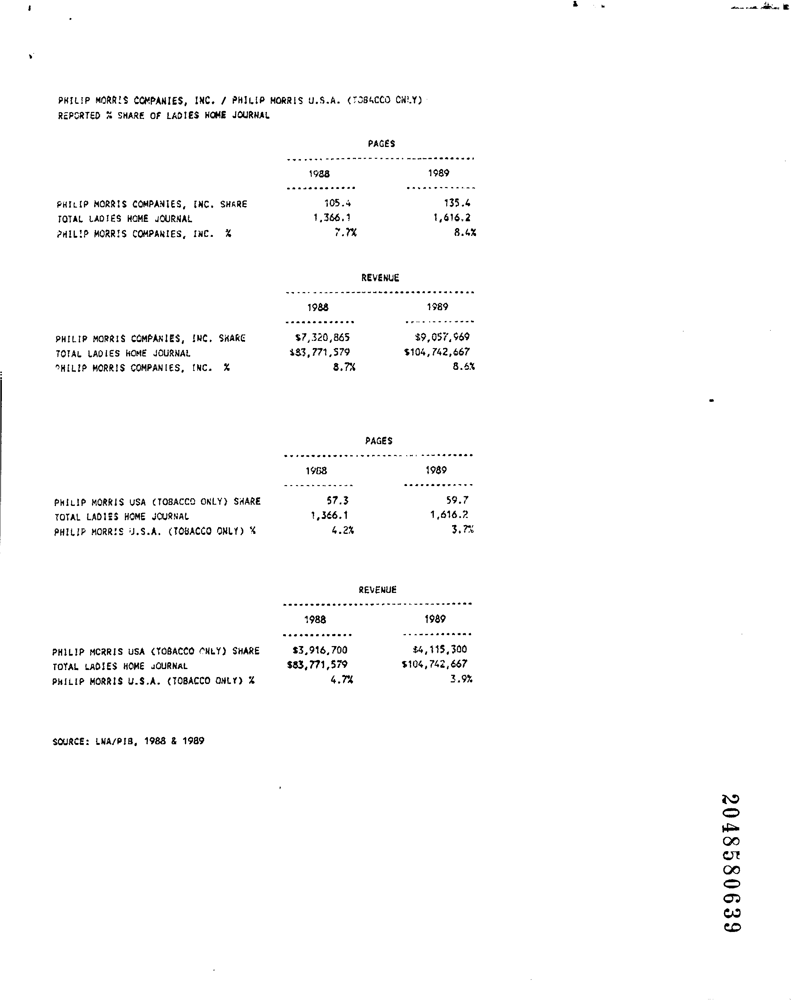 PHILIP MORRIS COMPANIES, INC. / PHILIP MORRIS U.S.A. (TOBACCO ONLY)
REPORTED % SHARE OF LADIES HOME JOURNAL
PAGES
1988 1989
PHILIP MORRIS COMPANIES, INC. SHARE 105.4 135.4
TOTAL LADIES HOME JOURNAL 1,366.1 1,616.2
PHILIP MORRIS COMPANIES, INC. % 7.7% 8.4%
REVENUE
1988 1989
PHILIP MORRIS COMPANIES, INC. SHARE $7,320,865 $9,057,969
TOTAL LADIES HOME JOURNAL $83,771,579 $104,742,667
PHILIP MORRIS COMPANIES, INC. % 8.7% 8.6%
PAGES
1988 1989
PHILIP MORRIS USA (TOBACCO ONLY) SHARE 57.3 59.7
TOTAL LADIES HOME JOURNAL 1,366.1 1,616.2
PHILIP MORRIS U.S.A. (TOBACCO ONLY) % 4.2% 3.7%
REVENUE
1988 1989
PHILIP MORRIS USA (TOBACCO ONLY) SHARE $3,916,700 $4,115,300
TOTAL LADIES HOME JOURNAL $83,771,579 $104,742,667
PHILIP MORRIS U.S.A. (TOBACCO ONLY) % 4.7% 3.9%
SOURCE: LNA/PIB, 1988 & 1989
2048580639